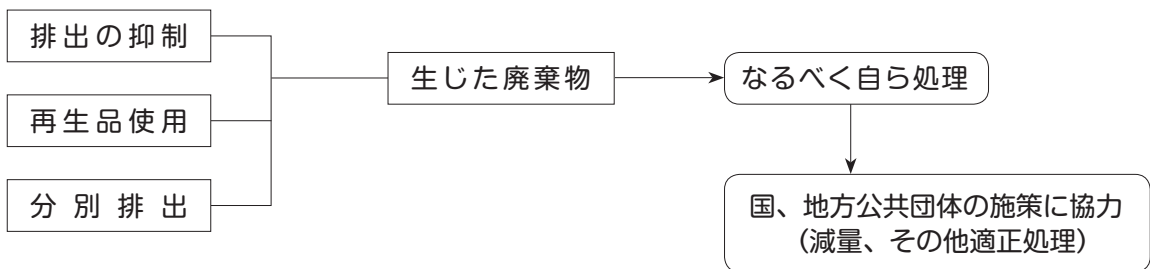 排出の抑制
再生品使用
分別排出
生じた廃棄物
なるべく自ら処理
国、地方公共団体の施策に協力
（減量、その他適正処理）